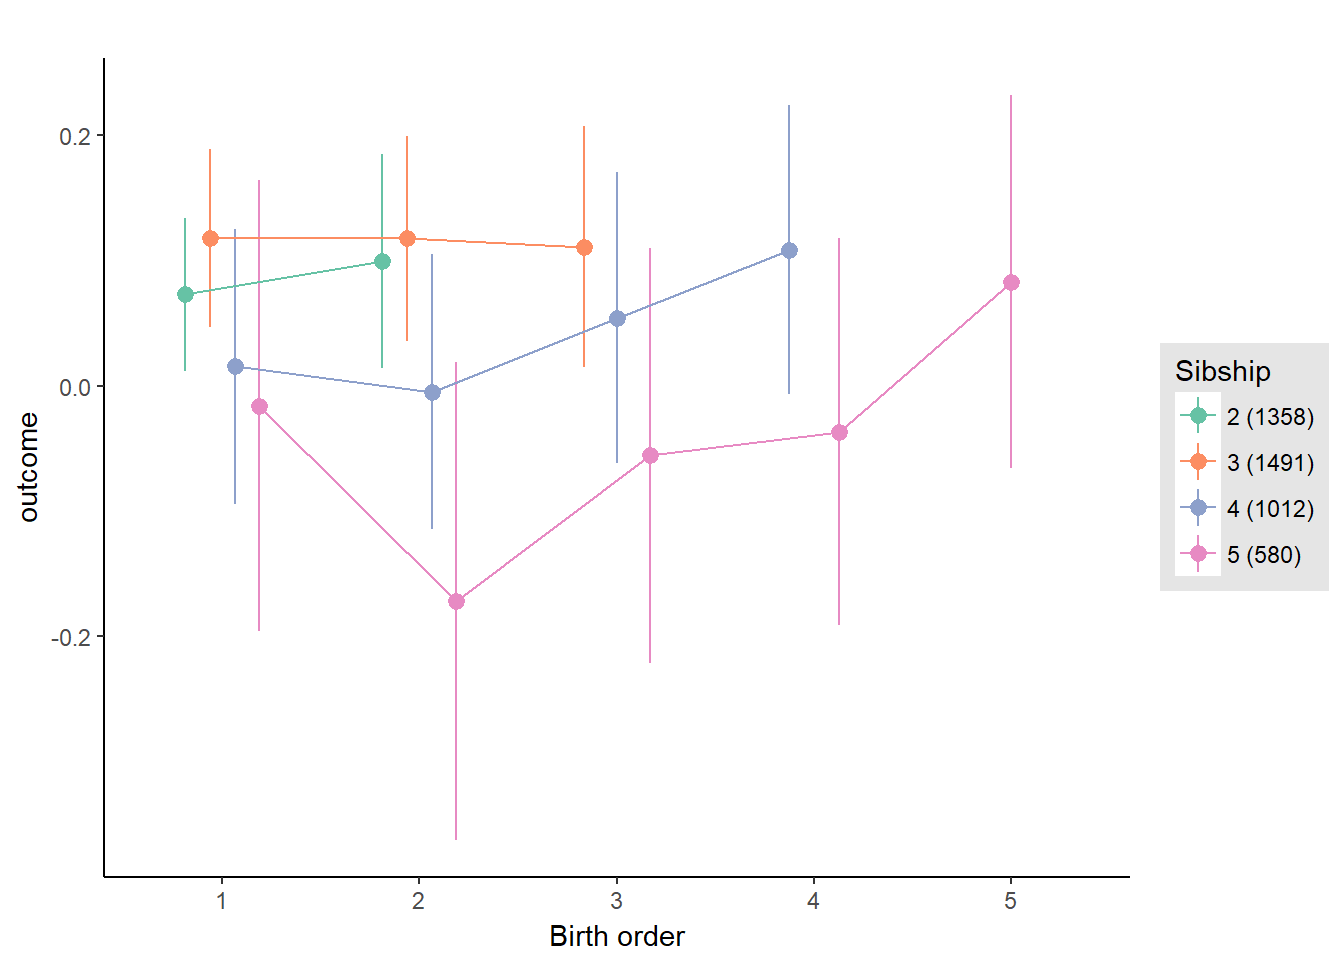 0.2
0.0
-0.2
outcome
1 2 3 4 5
Birth order
Sibship
2 (1358)
3 (1491)
4 (1012)
5 (580)